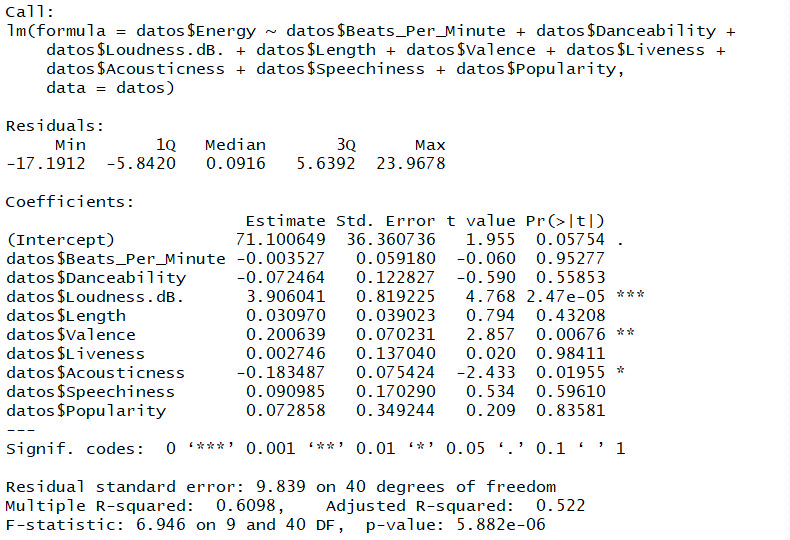 Call:
lm(formula = datos$Energy ~ datos$Beats_Per_Minute + datos$Danceability +
    datos$Loudness.dB. + datos$Length + datos$Valence + datos$Liveness +
    datos$Acousticness + datos$Speechiness + datos$Popularity,
    data = datos)

Residuals:
     Min       1Q   Median       3Q      Max
-17.1912  -5.8420   0.0916   5.6392  23.9678

Coefficients:
                        Estimate Std. Error t value Pr(>|t|)
(Intercept)            71.100649  36.360736   1.955  0.05754 .
datos$Beats_Per_Minute -0.003527   0.059180  -0.060  0.95277
datos$Danceability     -0.072464   0.122827  -0.590  0.55853
datos$Loudness.dB.      3.906041   0.819225   4.768 2.47e-05 ***
datos$Length            0.030970   0.039023   0.794  0.43208
datos$Valence           0.200639   0.070231   2.857  0.00676 **
datos$Liveness          0.002746   0.137040   0.020  0.98411
datos$Acousticness     -0.183487   0.075424  -2.433  0.01955 *
datos$Speechiness       0.090985   0.170290   0.534  0.59610
datos$Popularity        0.072858   0.349244   0.209  0.83581
---
Signif. codes:  0 ‘***’ 0.001 ‘**’ 0.01 ‘*’ 0.05 ‘.’ 0.1 ‘ ’ 1

Residual standard error: 9.839 on 40 degrees of freedom
Multiple R-squared:  0.6098,    Adjusted R-squared:  0.522
F-statistic: 6.946 on 9 and 40 DF,  p-value: 5.882e-06